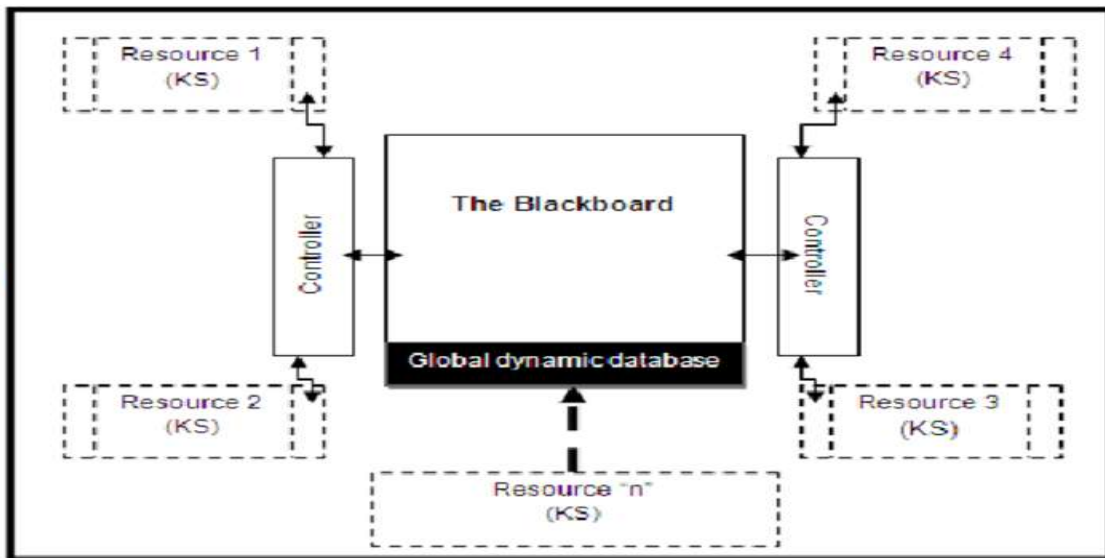 Resource 1
(KS)
Resource 4
(KS)
Controller
The Blackboard
Controller
Global dynamic database
Resource 2
(KS)
Resource 3
(KS)
Resource "n"
(KS)